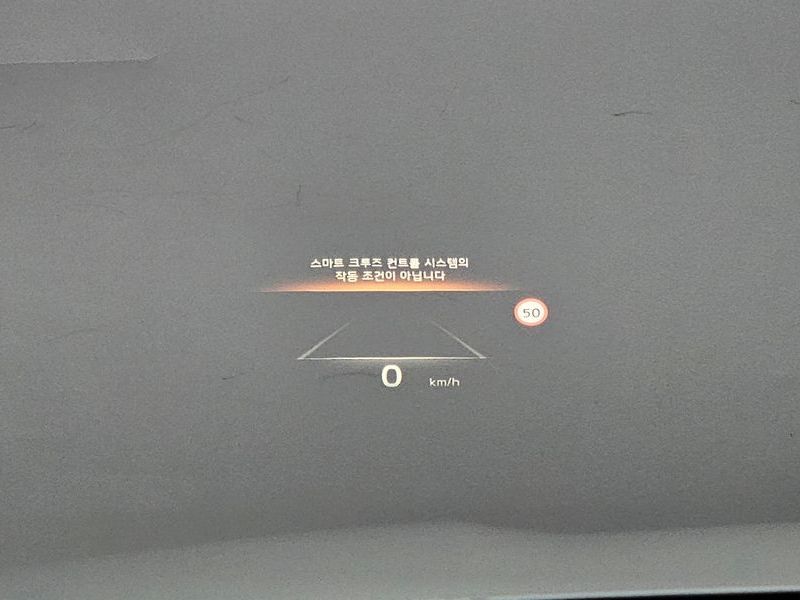 스마트 크루즈 컨트롤 시스템의
작동 조건이 아닙니다
50
0 km/h